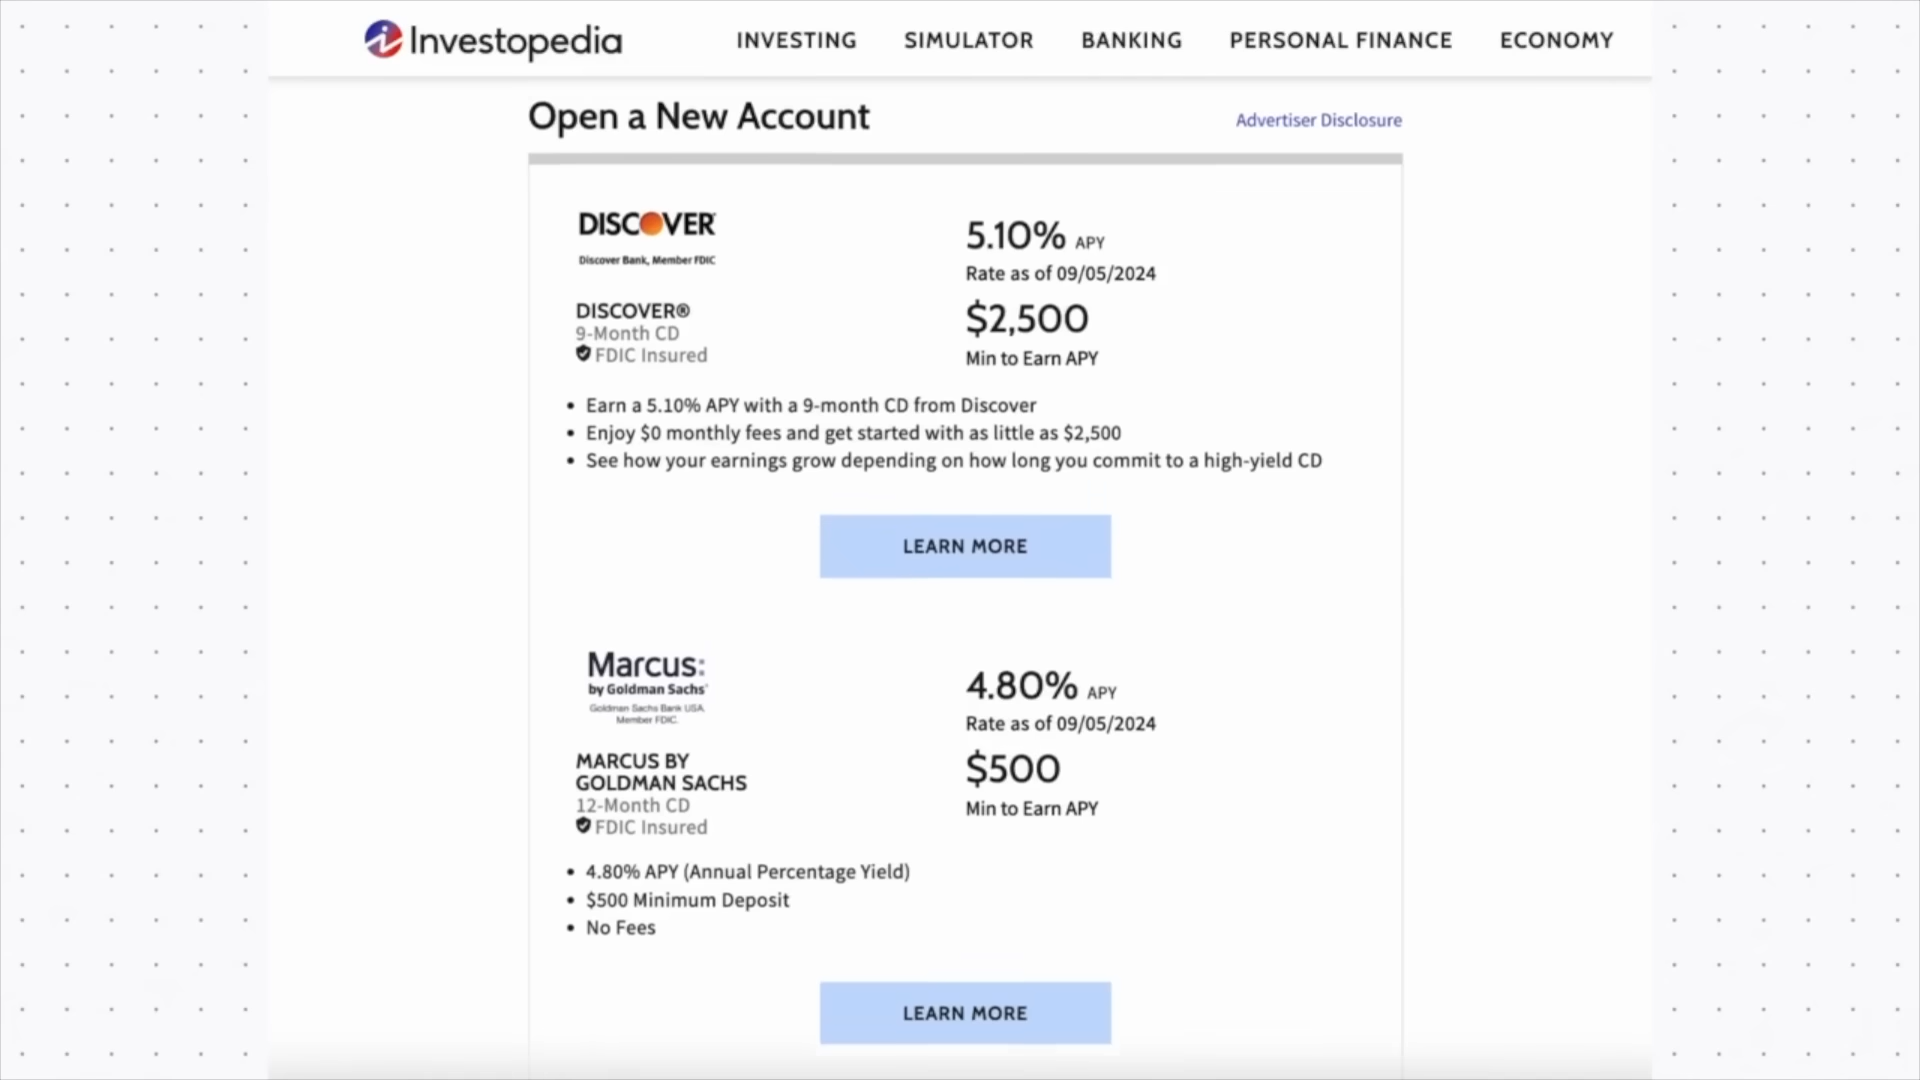 Investopedia
INVESTING SIMULATOR BANKING PERSONAL FINANCE ECONOMY
Open a New Account
Advertiser Disclosure
DISCOVER
Discover Bank, Member FDIC
5.10% APY
Rate as of 09/05/2024
DISCOVER®
9-Month CD
FDIC Insured
$2,500
Min to Earn APY
• Earn a 5.10% APY with a 9-month CD from Discover
• Enjoy $0 monthly fees and get started with as little as $2,500
• See how your earnings grow depending on how long you commit to a high-yield CD
LEARN MORE
Marcus:
by Goldman Sachs®
Goldman Sachs Bank USA.
Member FDIC.
4.80% APY
Rate as of 09/05/2024
MARCUS BY
GOLDMAN SACHS
12-Month CD
FDIC Insured
$500
Min to Earn APY
• 4.80% APY (Annual Percentage Yield)
• $500 Minimum Deposit
• No Fees
LEARN MORE